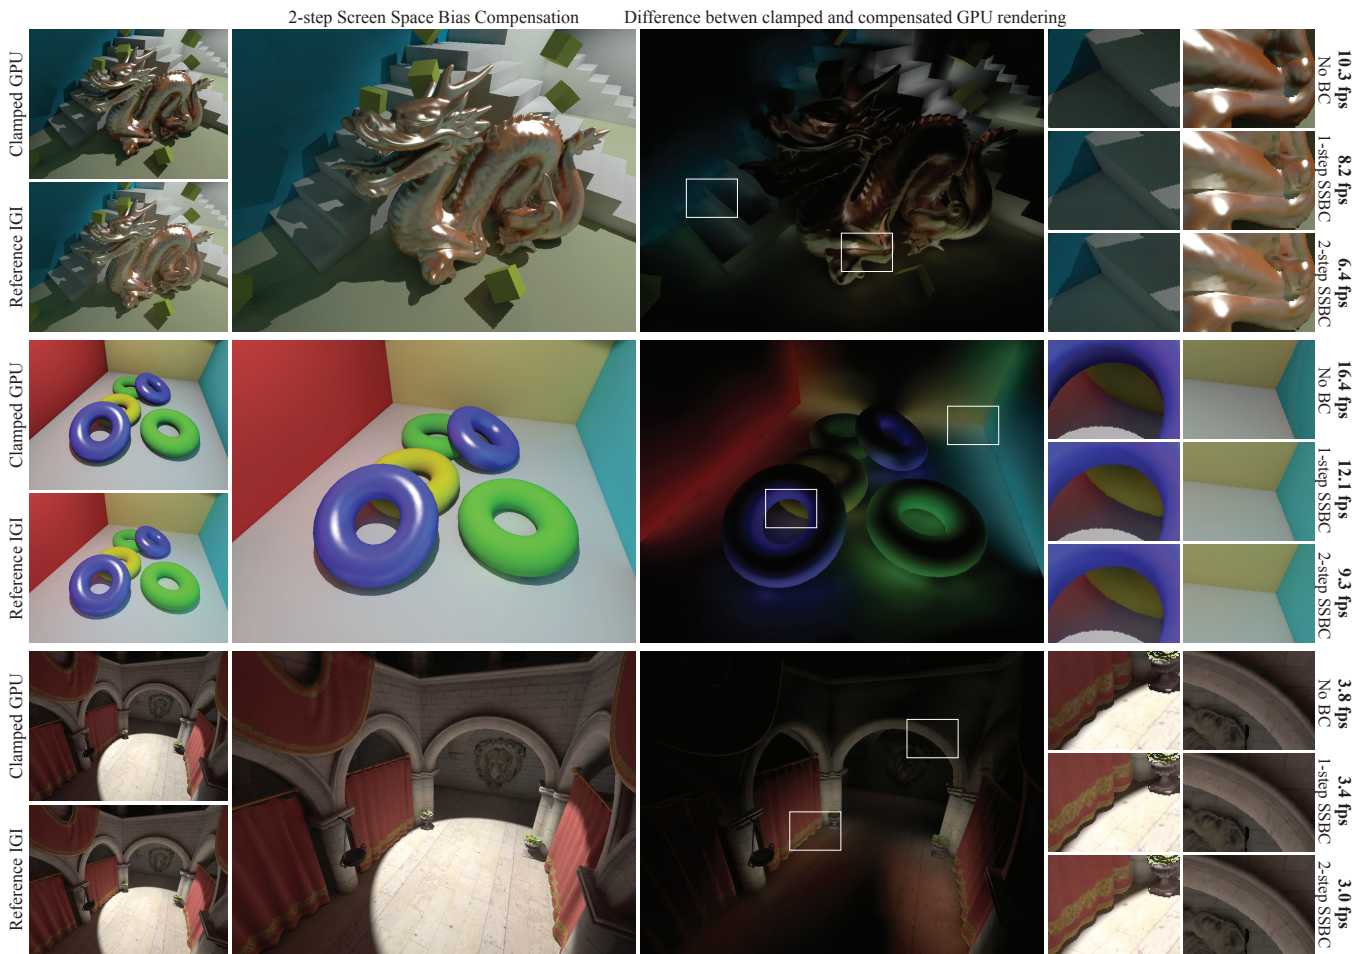 2-step Screen Space Bias Compensation
Difference betwen clamped and compensated GPU rendering
Clamped GPU
Reference IGI
10.3 fps
No BC
8.2 fps
1-step SSBC
6.4 fps
2-step SSBC
Clamped GPU
Reference IGI
16.4 fps
No BC
12.1 fps
1-step SSBC
9.3 fps
2-step SSBC
Clamped GPU
Reference IGI
3.8 fps
No BC
3.4 fps
1-step SSBC
3.0 fps
2-step SSBC